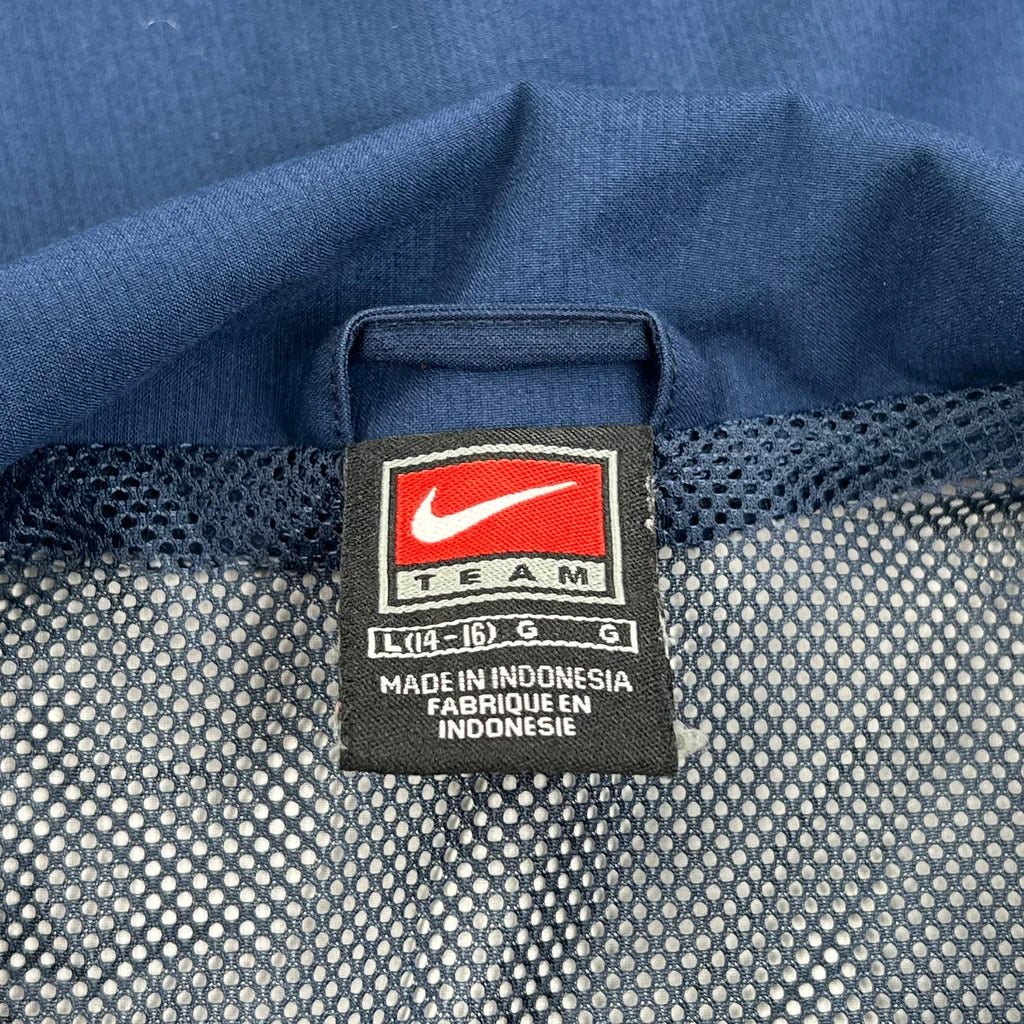 TEAM
L(14-16) G G
MADE IN INDONESIA
FABRIQUE EN
INDONESIE